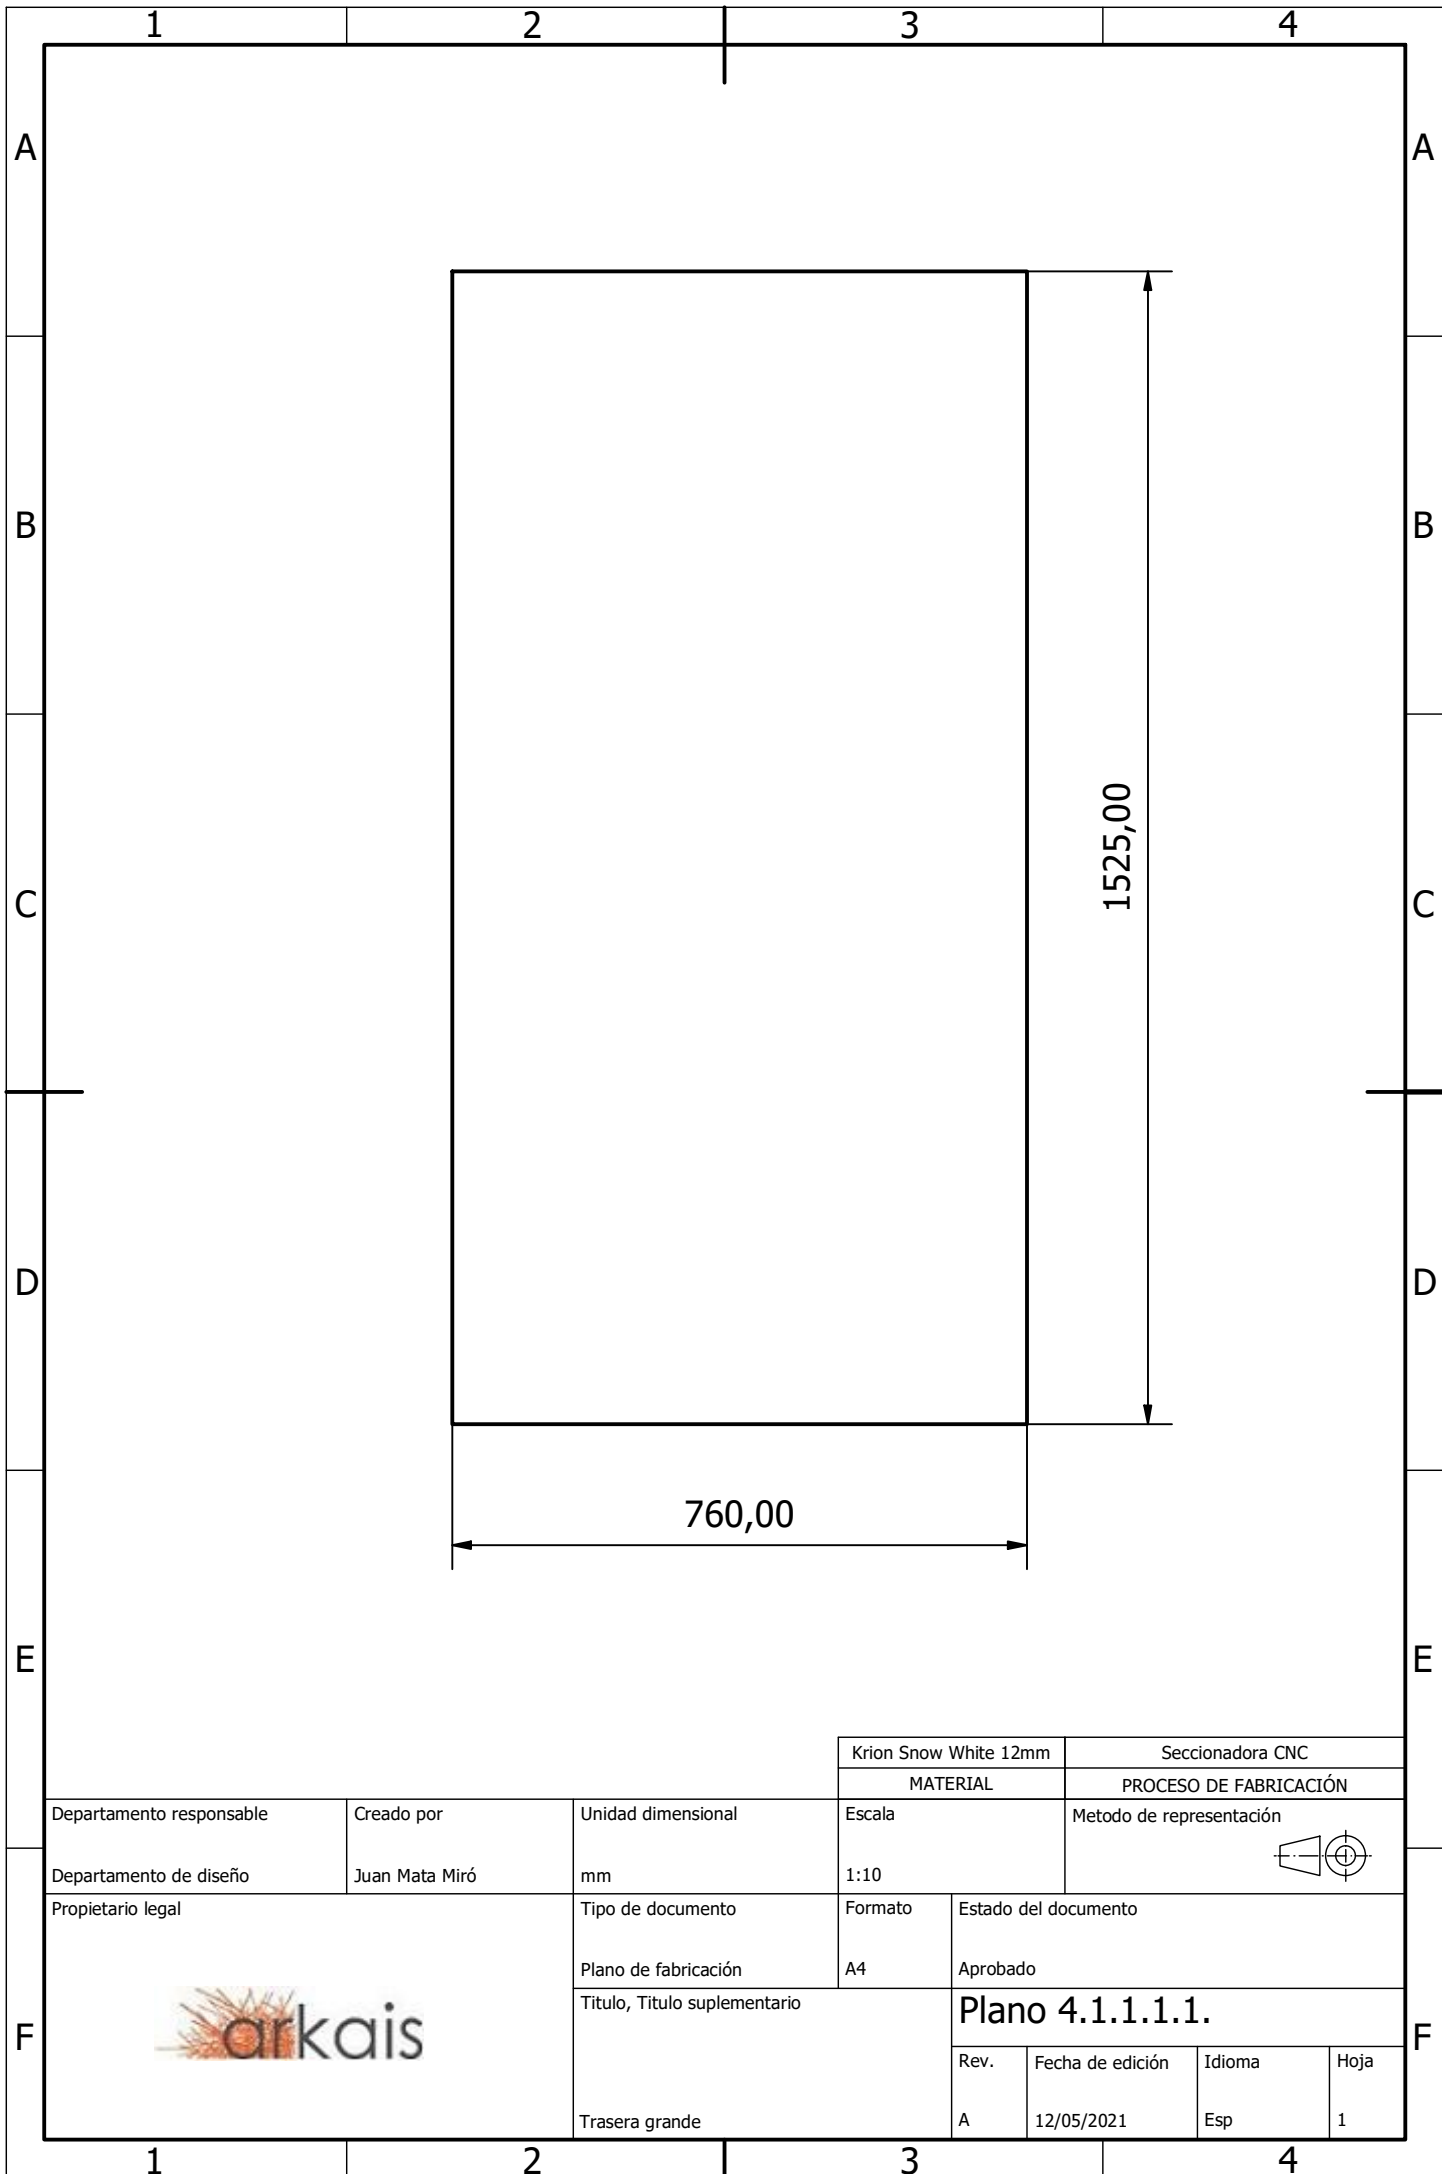 1 2 3 4
A A
B B
1525,00
C C
D D
760,00
E E
Krion Snow White 12mm Seccionadora CNC
MATERIAL PROCESO DE FABRICACIÓN
Departamento responsable Creado por Unidad dimensional Escala Metodo de representación
Departamento de diseño Juan Mata Miró mm 1:10
Propietario legal Tipo de documento Formato Estado del documento
Plano de fabricación A4 Aprobado
Titulo, Titulo suplementario Plano 4.1.1.1.1.
F arkais F
Rev. Fecha de edición Idioma Hoja
Trasera grande A 12/05/2021 Esp 1
1 2 3 4